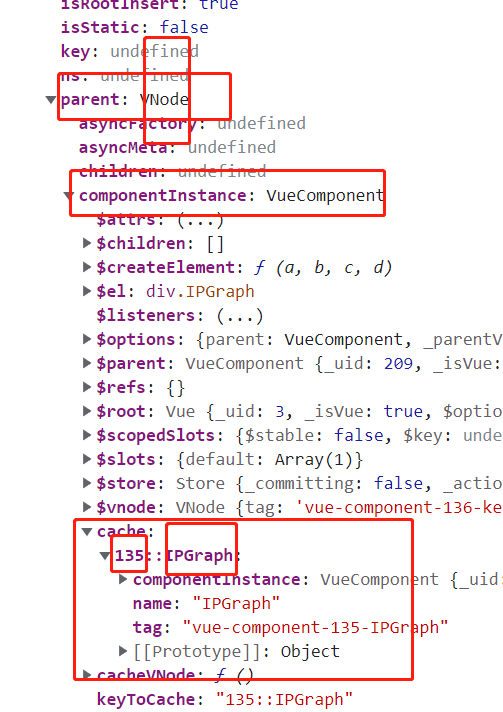 isRootInsert: true
isStatic: false
key: undefined
ns: undefined
parent: VNode
asyncFactory: undefined
asyncMeta: undefined
children: undefined
componentInstance: VueComponent
$attrs: (...)
$children: []
$createElement: ƒ (a, b, c, d)
$el: div.IPGraph
$listeners: (...)
$options: {parent: VueComponent, _parentV
$parent: VueComponent {_uid: 209, _isVue:
$refs: {}
$root: Vue {_uid: 3, _isVue: true, $optio
$scopedSlots: {$stable: false, $key: unde
$slots: {default: Array(1)}
$store: Store {_committing: false, _actio
$vnode: VNode {tag: 'vue-component-136-ke
cache:
135::IPGraph:
componentInstance: VueComponent {_uid:
name: "IPGraph"
tag: "vue-component-135-IPGraph"
[[Prototype]]: Object
cacheVNode: ƒ ()
keyToCache: "135::IPGraph"